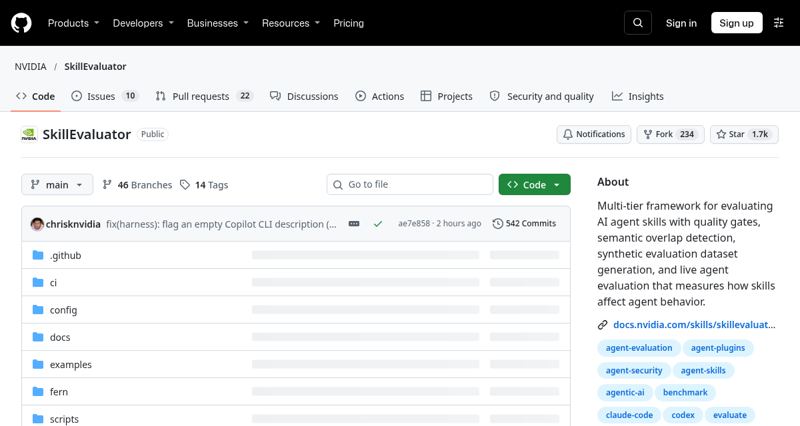 Products Developers Businesses Resources Pricing Sign in Sign up
NVIDIA / SkillEvaluator
Code Issues 10 Pull requests 22 Discussions Actions Projects Security and quality Insights
SkillEvaluator Public Notifications Fork 234 Star 1.7k
main 46 Branches 14 Tags Go to file Code
chrisknvidia fix(harness): flag an empty Copilot CLI description (... ae7e858 · 2 hours ago 542 Commits
.github
ci
config
docs
examples
fern
scripts
About
Multi-tier framework for evaluating
AI agent skills with quality gates,
semantic overlap detection,
synthetic evaluation dataset
generation, and live agent
evaluation that measures how skills
affect agent behavior.
docs.nvidia.com/skills/skillevaluat...
agent-evaluation agent-plugins
agent-security agent-skills
agentic-ai benchmark
claude-code codex evaluate